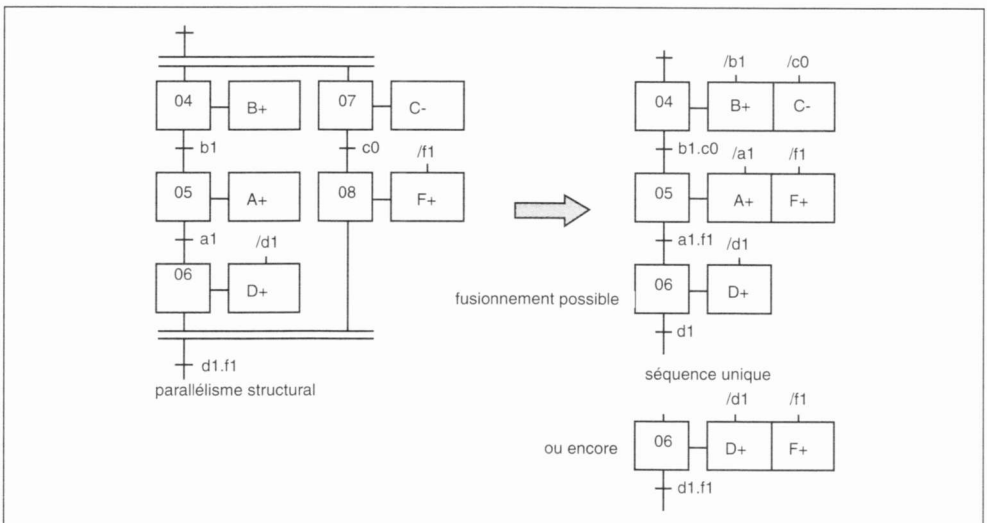 04 B+ 07 C-
b1 c0 /f1
05 A+ 08 F+
a1 /d1
06 D+
d1.f1
parallélisme structural
/b1 /c0
04 B+ C-
b1.c0 /a1 /f1
05 A+ F+
a1.f1 /d1
fusionnement possible
06 D+
d1
séquence unique
/d1 /f1
ou encore
06 D+ F+
d1.f1